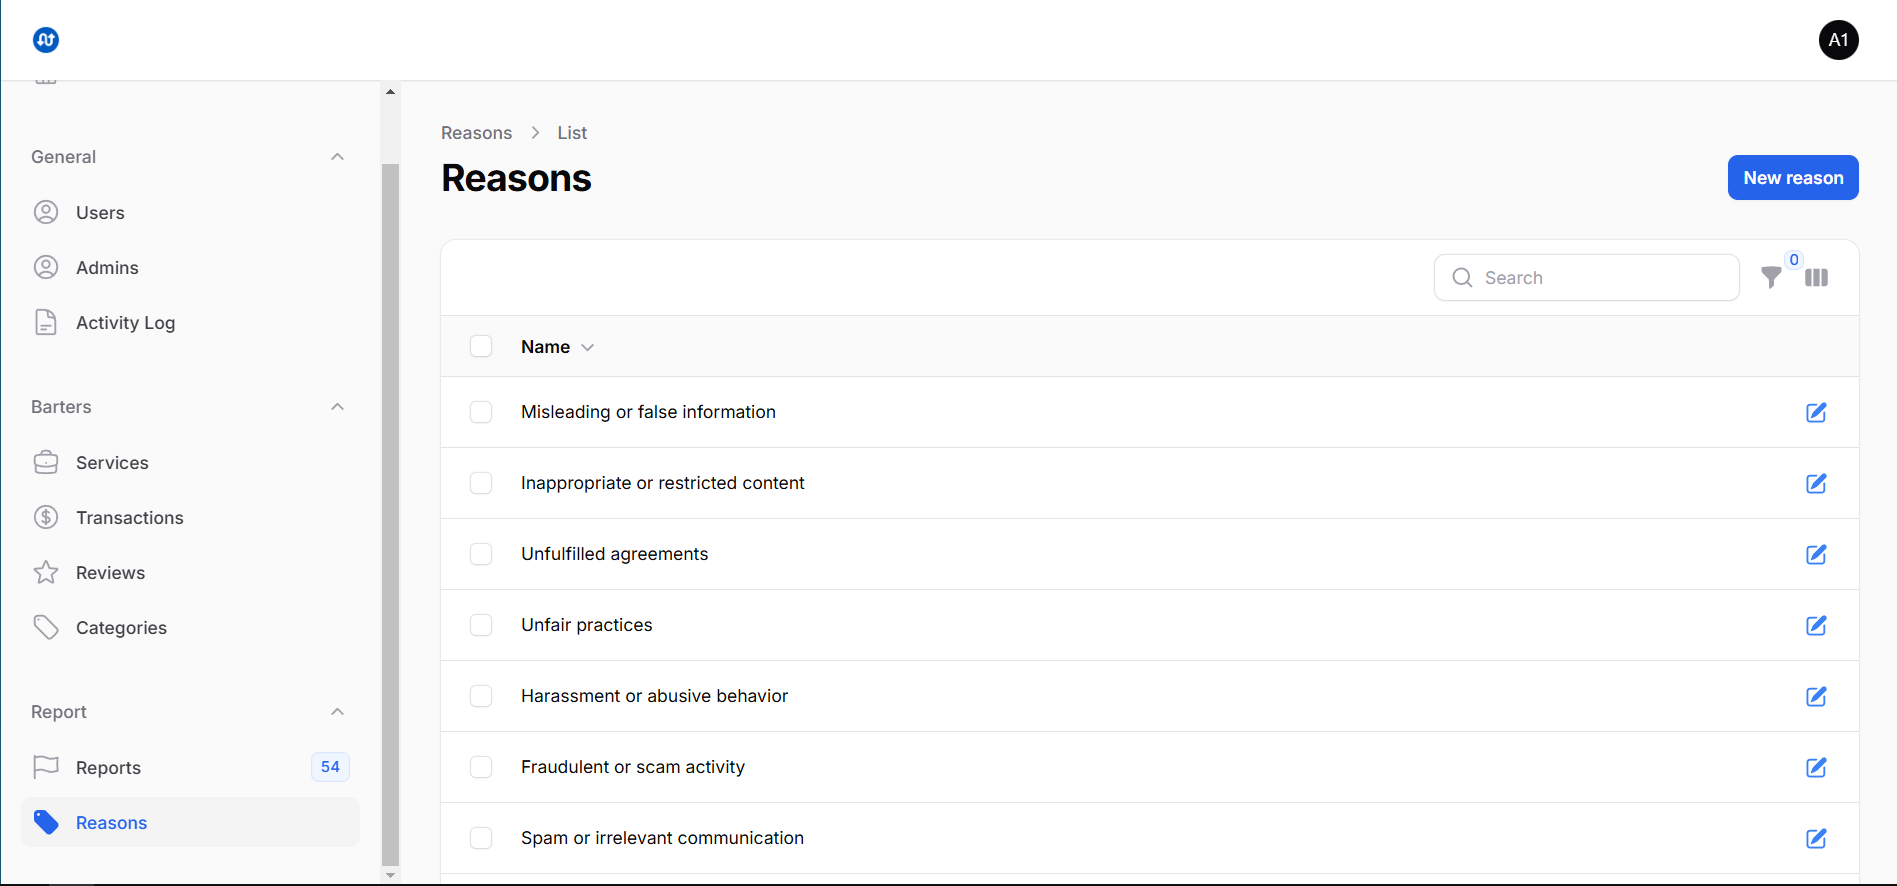 A1
General
Users
Admins
Activity Log
Barters
Services
Transactions
Reviews
Categories
Report
Reports 54
Reasons
Reasons > List
Reasons
New reason
Search
0
Name
Misleading or false information
Inappropriate or restricted content
Unfulfilled agreements
Unfair practices
Harassment or abusive behavior
Fraudulent or scam activity
Spam or irrelevant communication